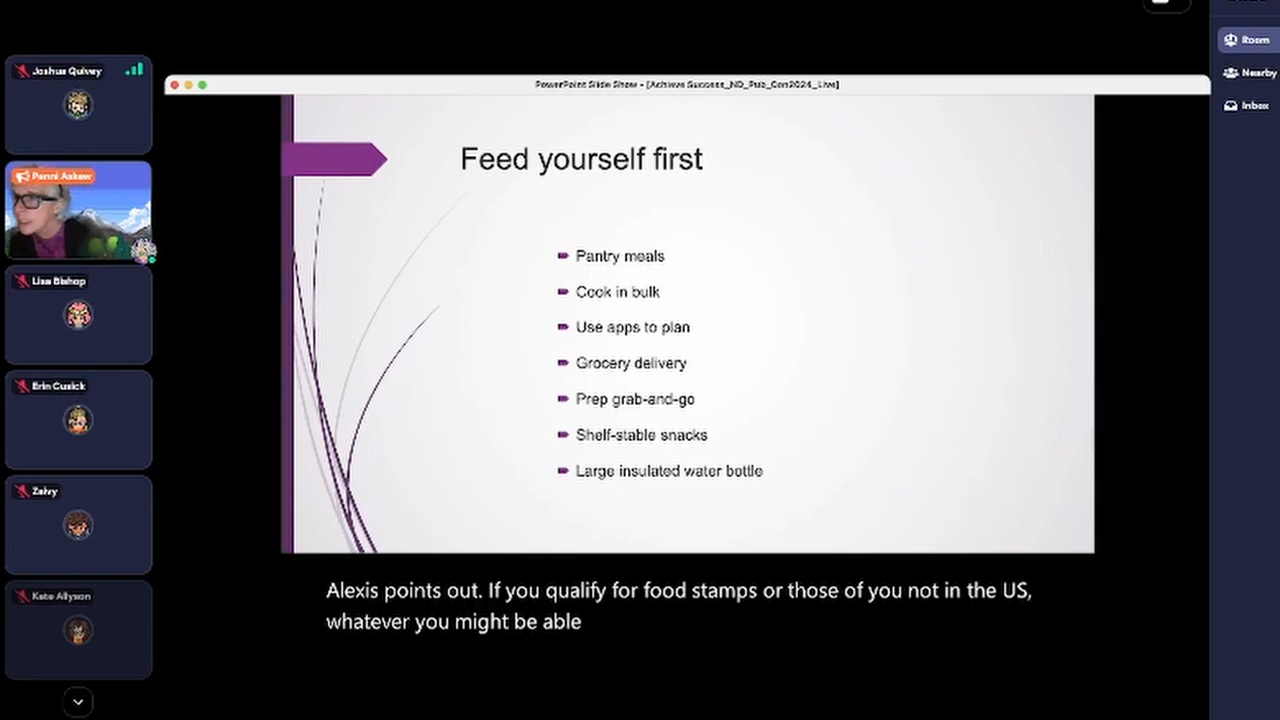 Room
Nearby
Inbox
Joshua Quivey
Penni Askew
Lisa Bishop
Erin Cusick
Zelvy
Kate Allyson
PowerPoint Slide Show - [Achieve Success_ND_Pub_Con2024_Live]
Feed yourself first
Pantry meals
Cook in bulk
Use apps to plan
Grocery delivery
Prep grab-and-go
Shelf-stable snacks
Large insulated water bottle
Alexis points out. If you qualify for food stamps or those of you not in the US,
whatever you might be able